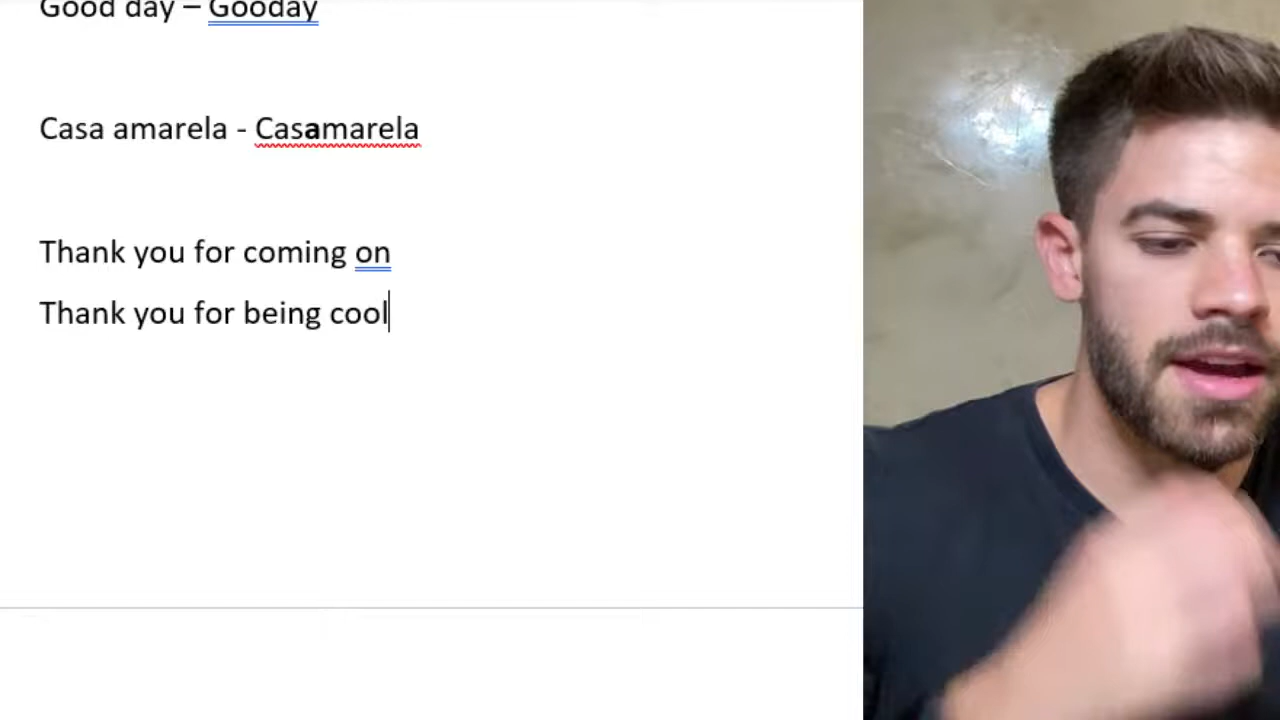 Good day – Gooday
Casa amarela - Casamarela
Thank you for coming on
Thank you for being cool